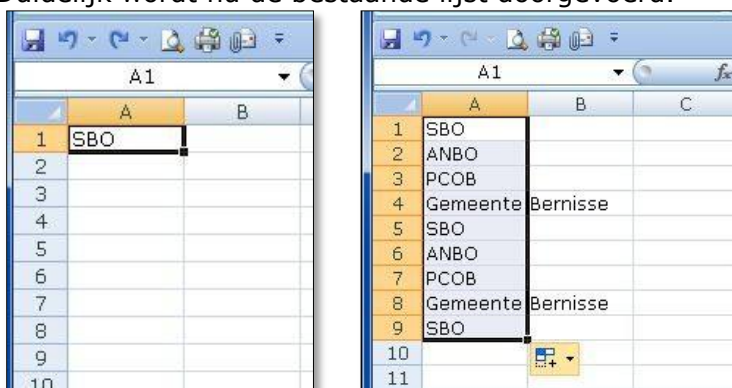 Duidelijk wordt nu de bestaande lijst doorgevoerd.
A1
A B
1 SBO
2
3
4
5
6
7
8
9
10
A1 fx
A B C
1 SBO
2 ANBO
3 PCOB
4 Gemeente Bernisse
5 SBO
6 ANBO
7 PCOB
8 Gemeente Bernisse
9 SBO
10
11